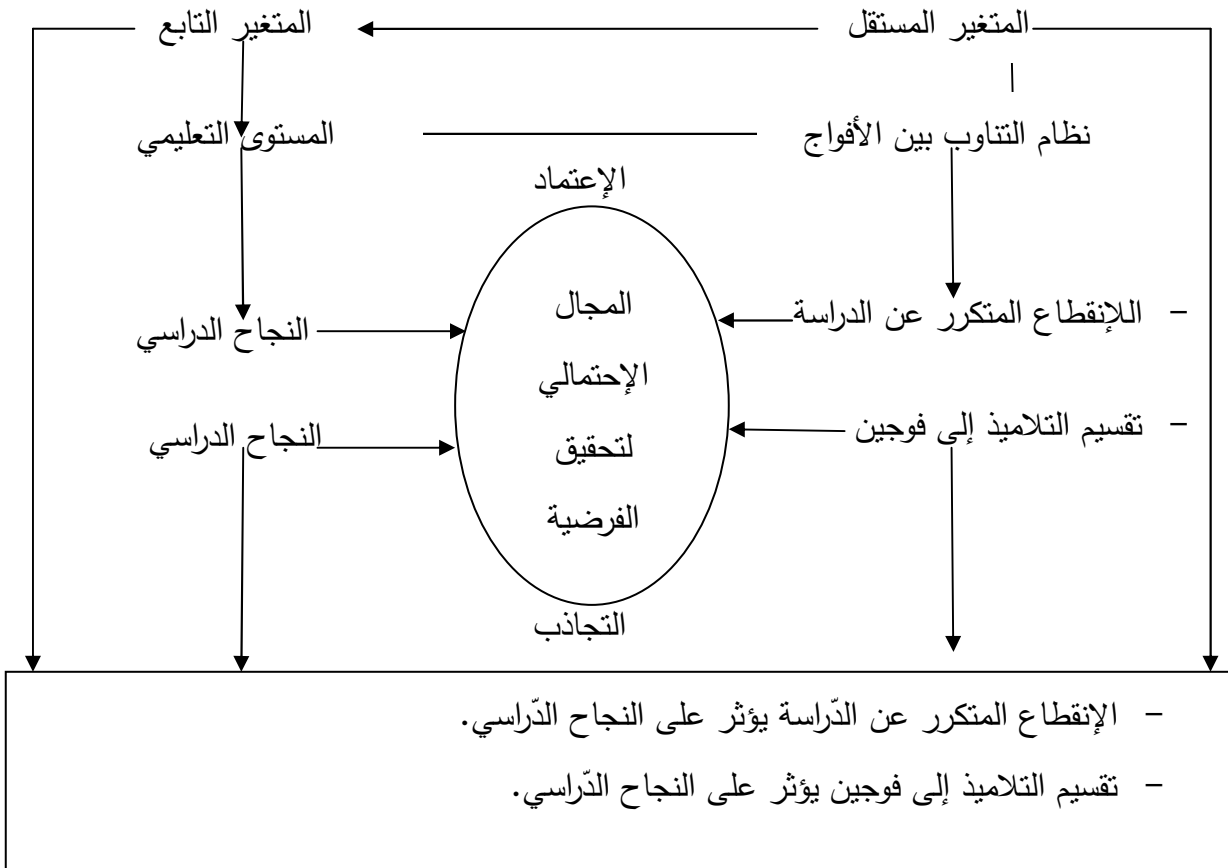 المتغير المستقل المتغير التابع
نظام التناوب بين الأفواج المستوى التعليمي
الإعتماد
المجال
- اللإنقطاع المتكرر عن الدراسة النجاح الدراسي
الإحتمالي
- تقسيم التلاميذ إلى فوجين النجاح الدراسي
لتحقيق
الفرضية
التجاذب
- الإنقطاع المتكرر عن الدّراسة يؤثر على النجاح الدّراسي.
- تقسيم التلاميذ إلى فوجين يؤثر على النجاح الدّراسي.